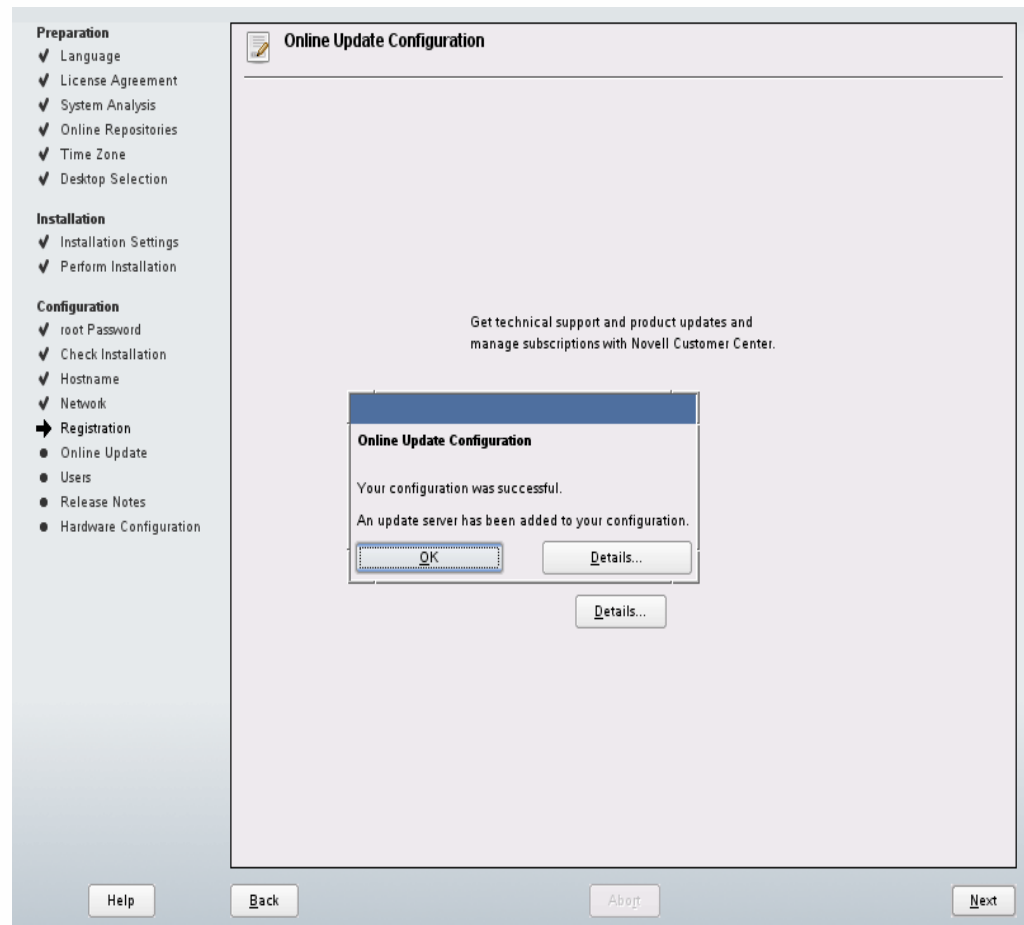 Preparation
Language
License Agreement
System Analysis
Online Repositories
Time Zone
Desktop Selection
Installation
Installation Settings
Perform Installation
Configuration
root Password
Check Installation
Hostname
Network
Registration
Online Update
Users
Release Notes
Hardware Configuration
Online Update Configuration
Get technical support and product updates and
manage subscriptions with Novell Customer Center.
Online Update Configuration
Your configuration was successful.
An update server has been added to your configuration.
OK
Details...
Details...
Help
Back
Abort
Next